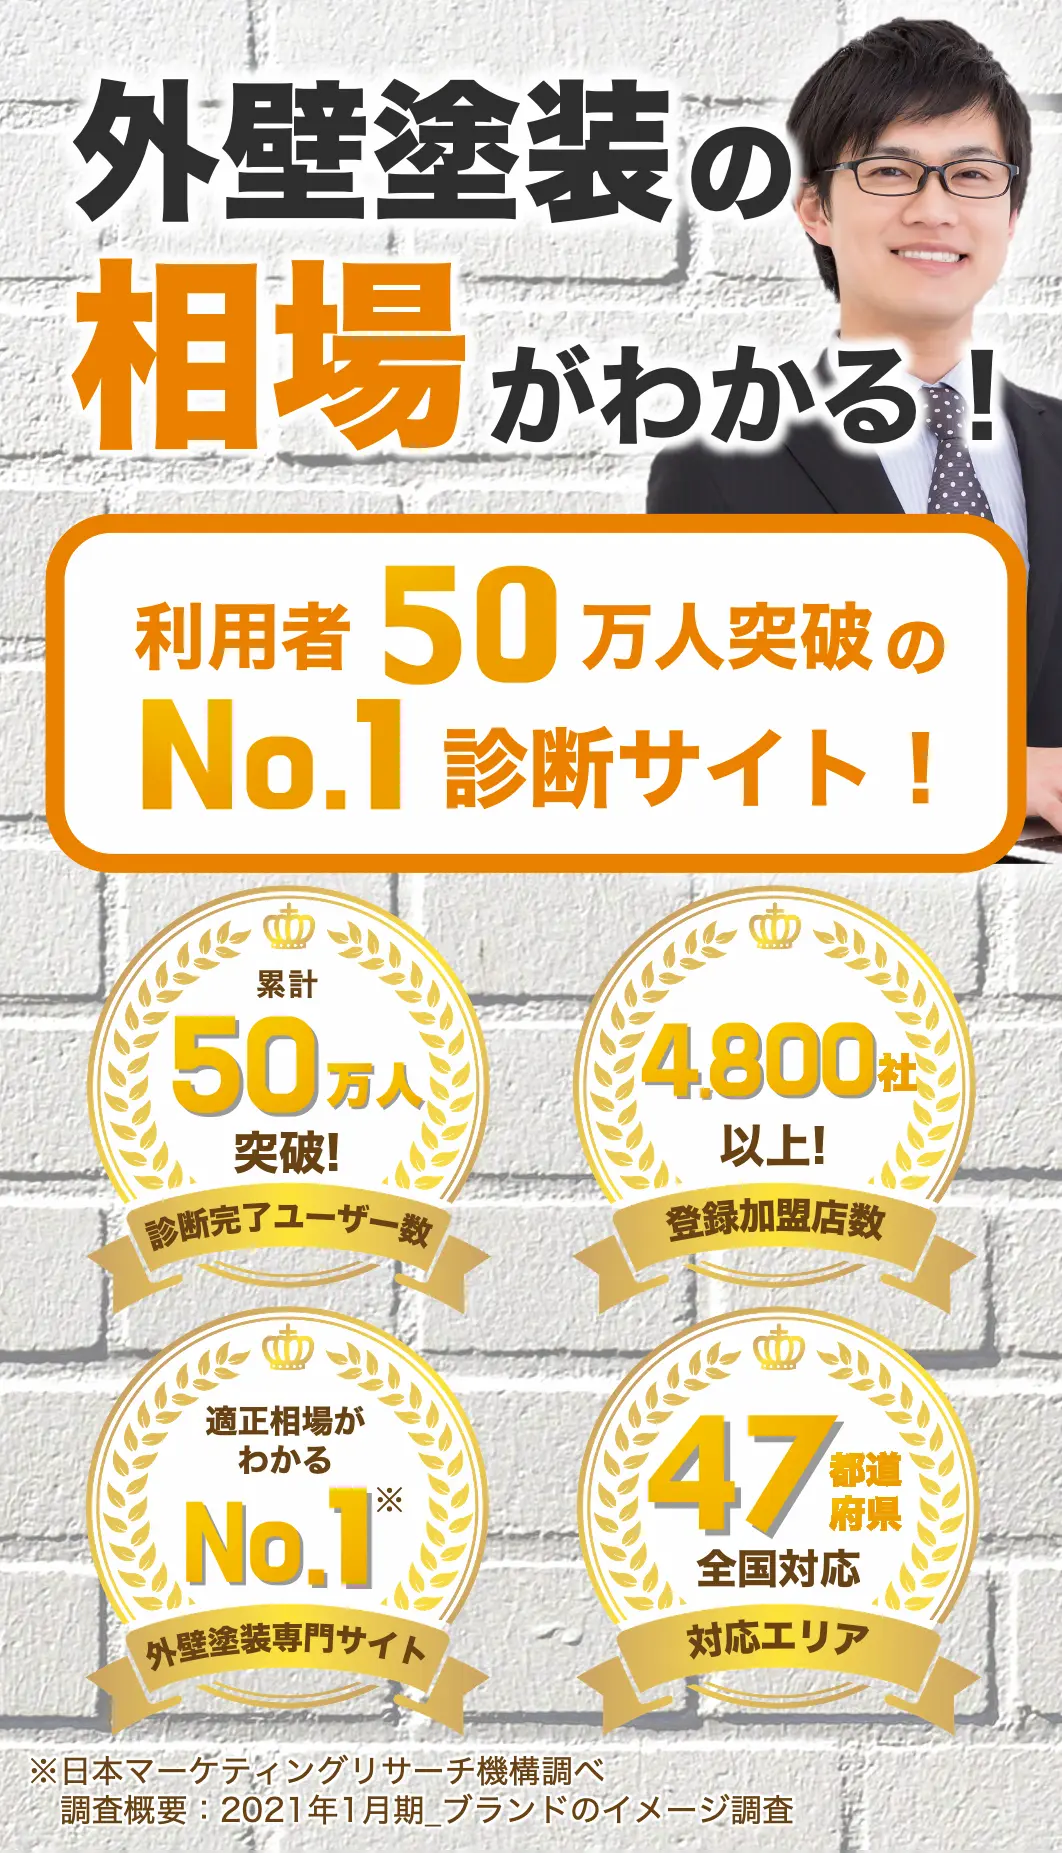 外壁塗装の
相場がわかる！
利用者50万人突破の
No.1診断サイト！
累計
50万人
突破!
診断完了ユーザー数
4,800社
以上!
登録加盟店数
適正相場が
わかる
No.1※
外壁塗装専門サイト
47都道
府県
全国対応
対応エリア
※日本マーケティングリサーチ機構調べ
調査概要：2021年1月期_ブランドのイメージ調査